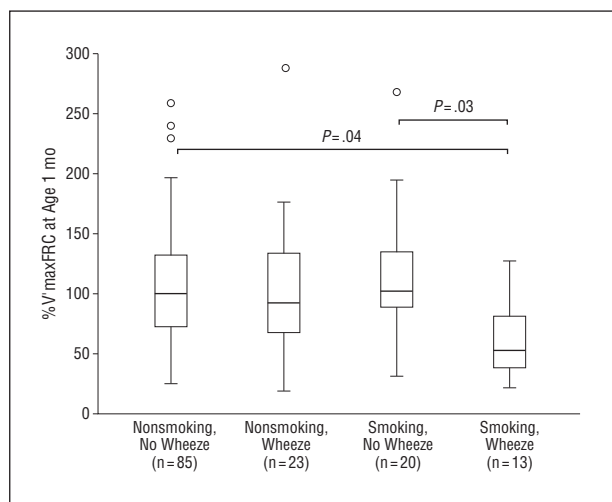 300
250
200
150
100
50
0
%V'maxFRC at Age 1 mo
P=.03
P=.04
Nonsmoking, No Wheeze (n=85)
Nonsmoking, Wheeze (n=23)
Smoking, No Wheeze (n=20)
Smoking, Wheeze (n=13)